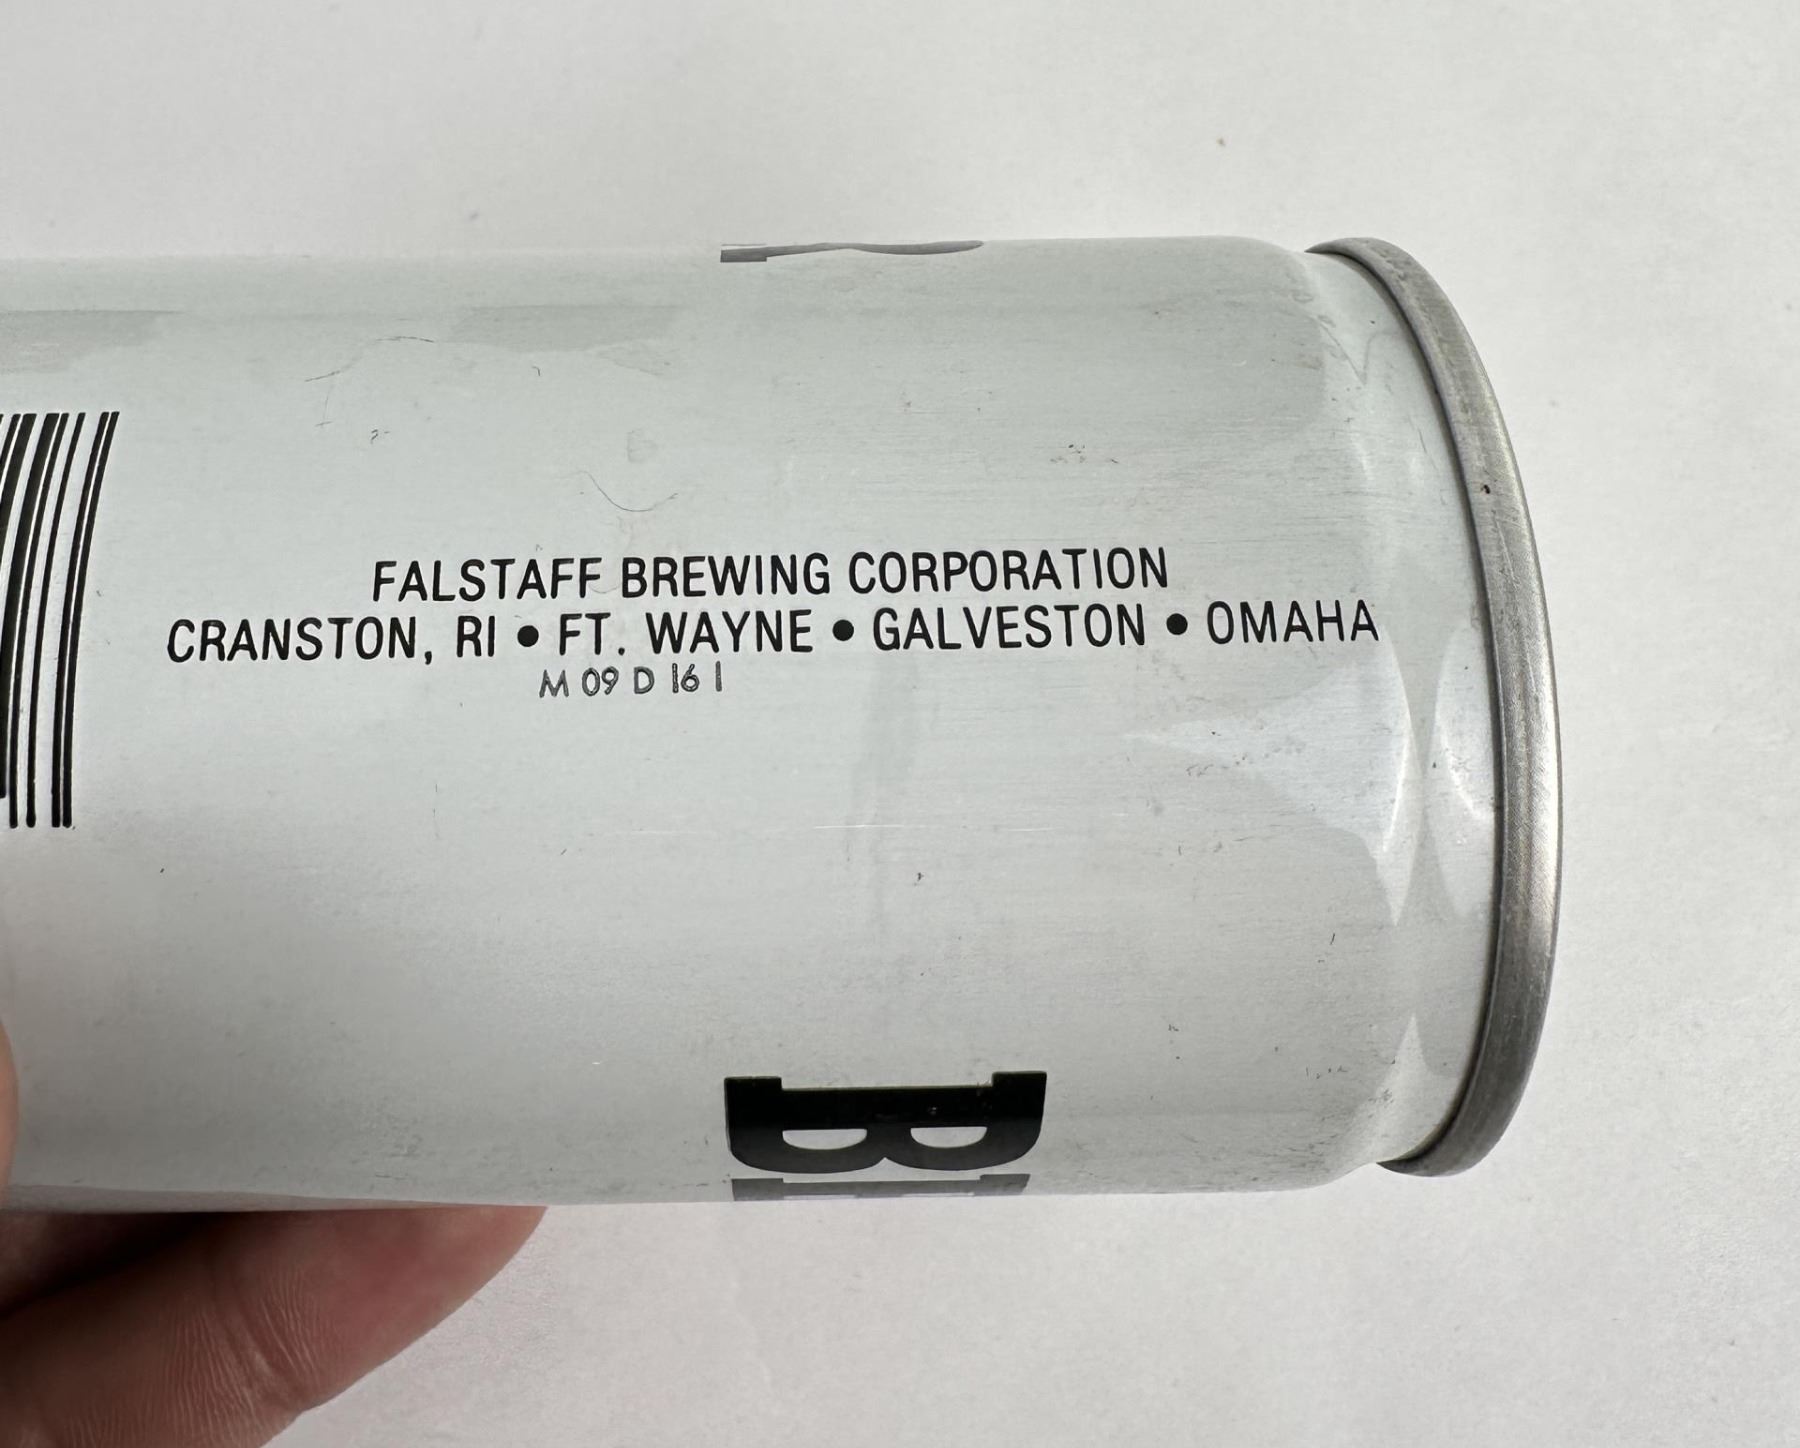 FALSTAFF BREWING CORPORATION
CRANSTON, RI • FT. WAYNE • GALVESTON • OMAHA
M 09 D 16 1